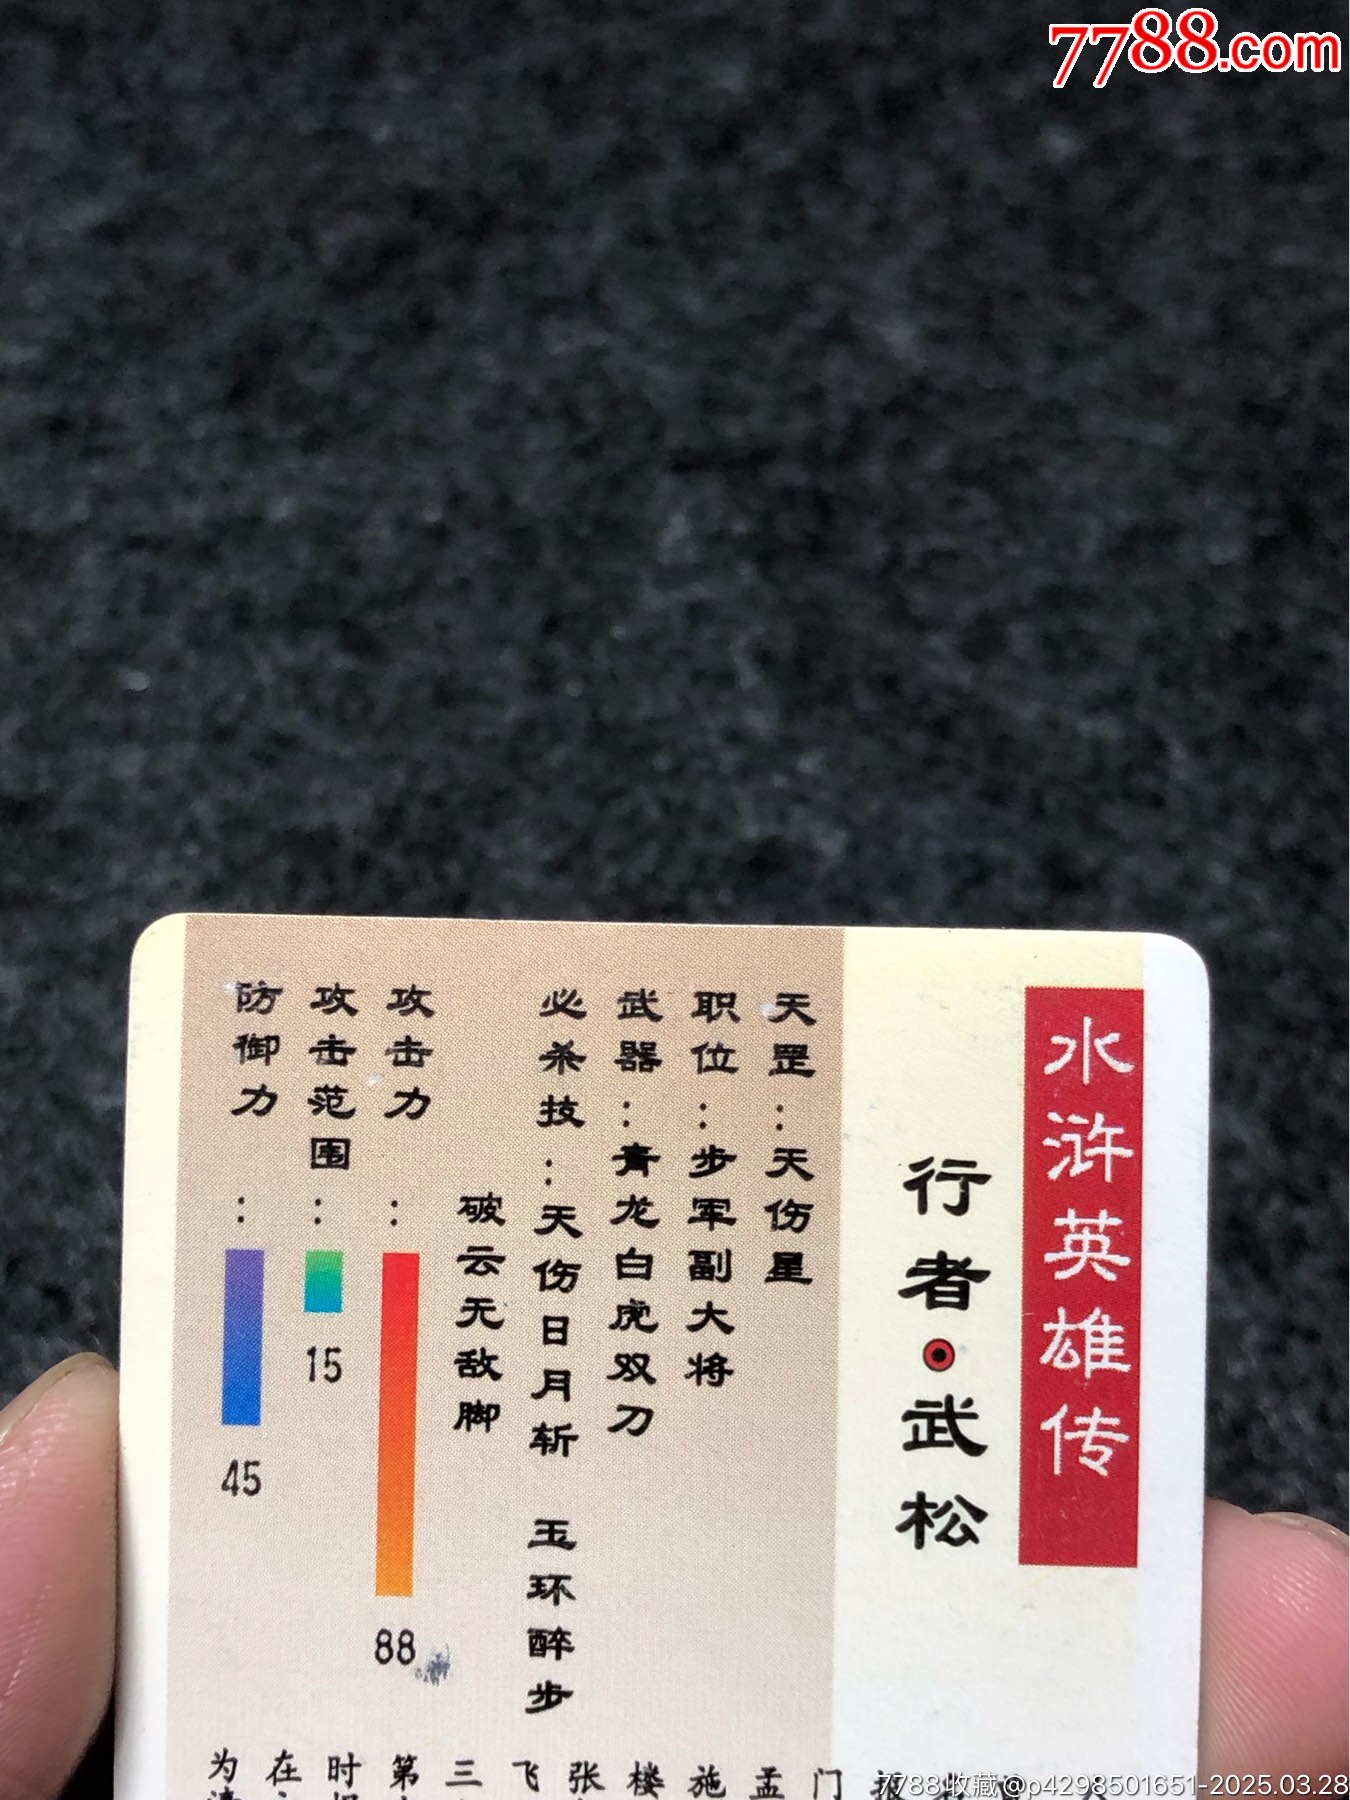 7788.com
水浒英雄传
行者·武松
天罡：天伤星
职位：步军副大将
武器：青龙白虎双刀
必杀技：天伤日月斩 玉环醉步
破云无敌脚
攻击力：88
攻击范围：15
防御力：45
门
孟
施
楼
张
飞
三
第
时
在
为
7788收藏@p4298501651-2025.03.28